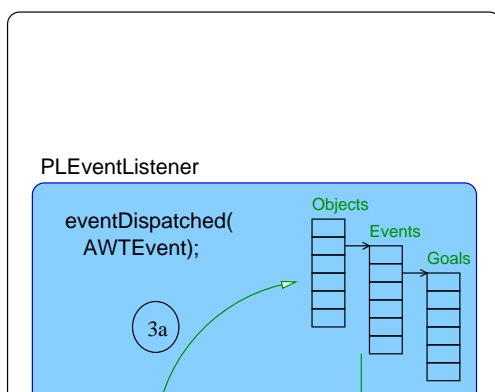 PLEventListener
eventDispatched(
AWTEvent);
Objects
Events
Goals
3a